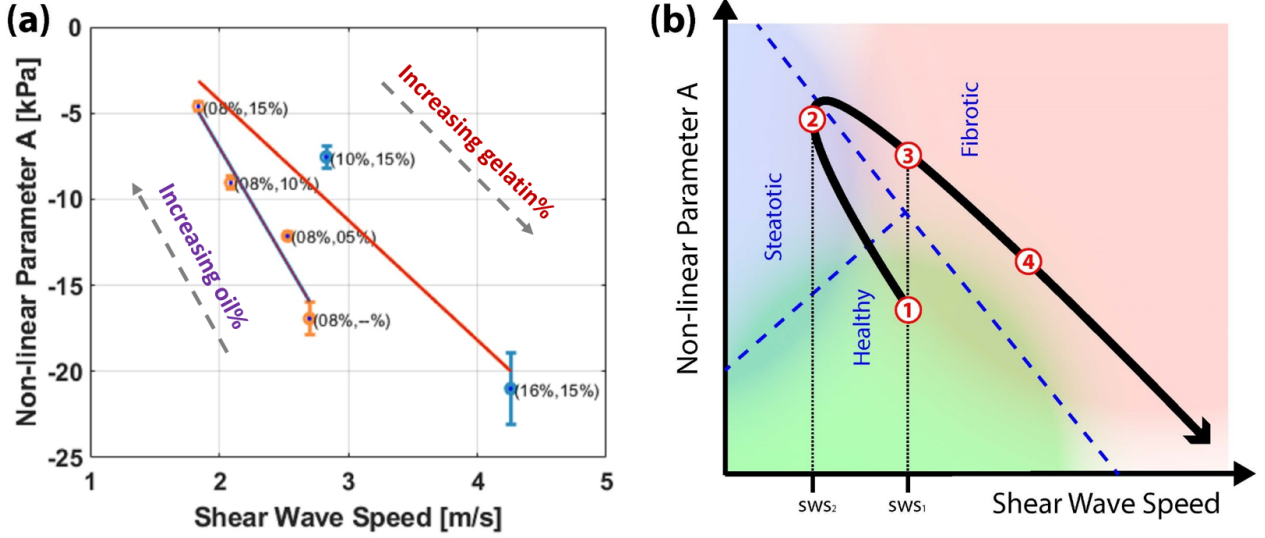 (a)
Non-linear Parameter A [kPa]
0
-5
-10
-15
-20
-25
1
2
3
4
5
Shear Wave Speed [m/s]
(08%,15%)
(08%,10%)
(08%,05%)
(08%,--%)
(10%,15%)
(16%,15%)
Increasing oil%
Increasing gelatin%
(b)
Non-linear Parameter A
Steatotic
Healthy
Fibrotic
1
2
3
4
sws₂
sws₁
Shear Wave Speed